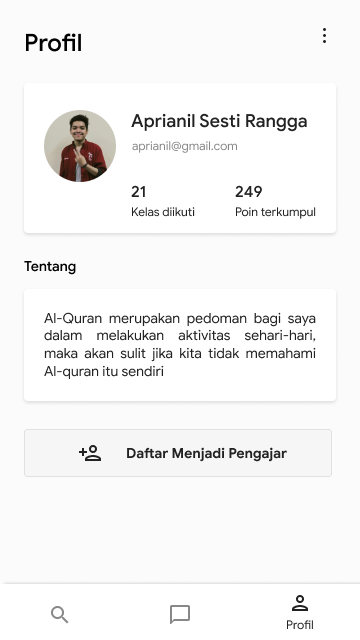 Profil
Aprianil Sesti Rangga
aprianil@gmail.com
21
249
Kelas diikuti
Poin terkumpul
Tentang
Al-Quran merupakan pedoman bagi saya
dalam melakukan aktivitas sehari-hari,
maka akan sulit jika kita tidak memahami
Al-quran itu sendiri
Daftar Menjadi Pengajar
Profil